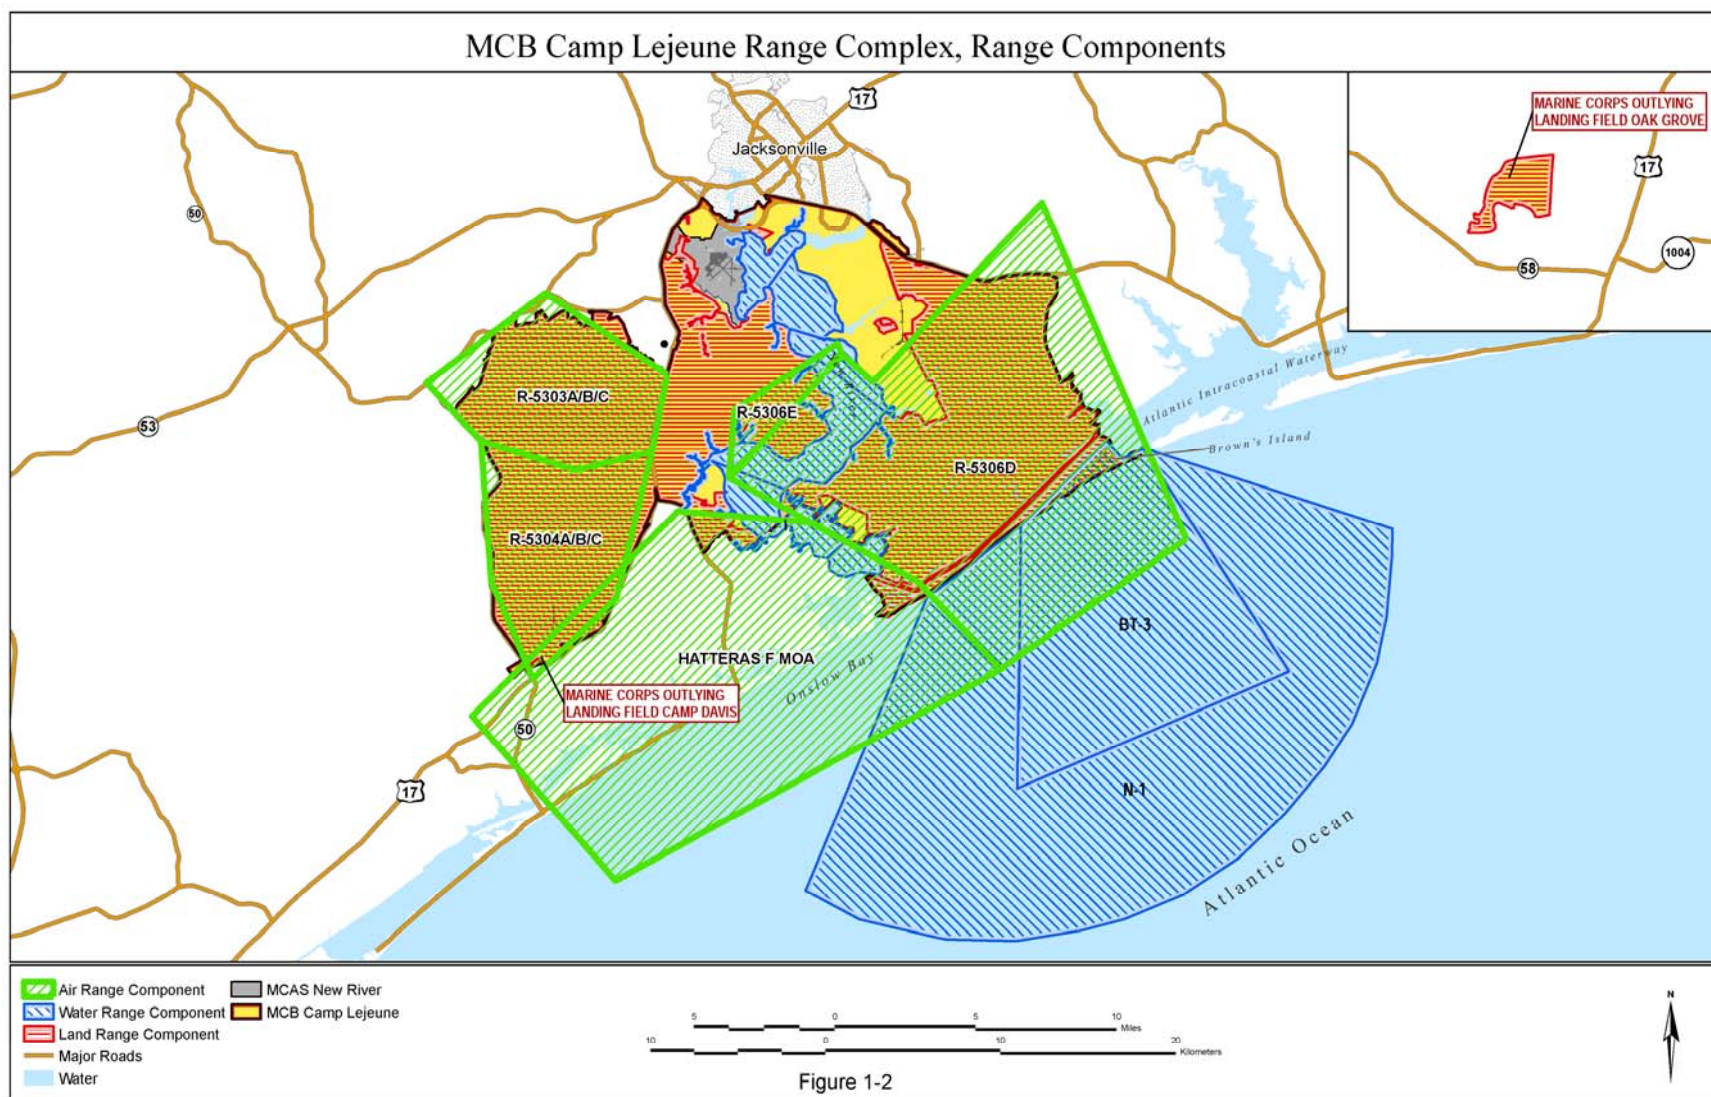 MCB Camp Lejeune Range Complex, Range Components
17
Jacksonville
MARINE CORPS OUTLYING
LANDING FIELD OAK GROVE
17
50
1004
58
Atlantic Intracoastal Waterway
R-5303A/B/C
R-5306E
53
Brown's Island
R-5306D
R-5304A/B/C
BT-3
HATTERAS F MOA
Onslow Bay
MARINE CORPS OUTLYING
LANDING FIELD CAMP DAVIS
50
17
N-1
Atlantic Ocean
Air Range Component
MCAS New River
Water Range Component
MCB Camp Lejeune
Land Range Component
Major Roads
Water
5 0 5 10
Miles
10 0 10 20
Kilometers
N
Figure 1-2